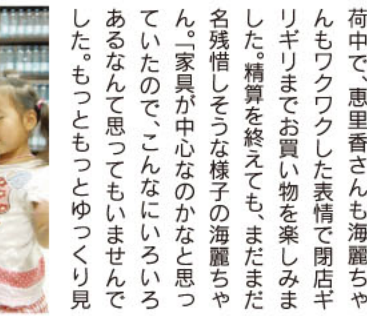 荷中で、恵里香さんも海麗ちゃ
んもワクワクした表情で閉店ギ
リギリまでお買い物を楽しみま
した。精算を終えても、まだまだ
名残惜しそうな様子の海麗ちゃ
ん。「家具が中心なのかなと思っ
ていたので、こんなにいろいろ
あるなんて思ってもいませんで
した。もっともっとゆっくり見